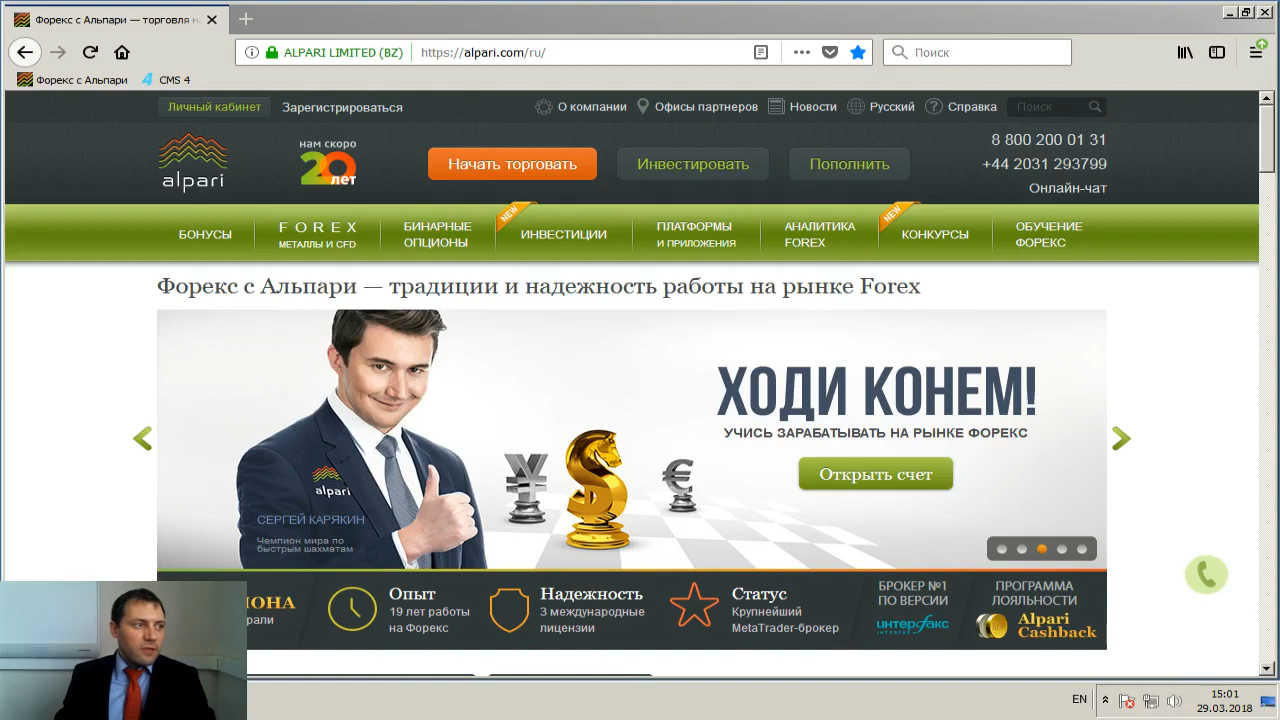 Форекс с Альпари — торговля н
ALPARI LIMITED (BZ)
https://alpari.com/ru/
Поиск
Форекс с Альпари
CMS 4
Личный кабинет
Зарегистрироваться
О компании
Офисы партнеров
Новости
Русский
Справка
Поиск
alpari
нам скоро
20 лет
Начать торговать
Инвестировать
Пополнить
8 800 200 01 31
+44 2031 293799
Онлайн-чат
БОНУСЫ
FOREX
МЕТАЛЛЫ И CFD
БИНАРНЫЕ
ОПЦИОНЫ
NEW
ИНВЕСТИЦИИ
ПЛАТФОРМЫ
И ПРИЛОЖЕНИЯ
АНАЛИТИКА
FOREX
NEW
КОНКУРСЫ
ОБУЧЕНИЕ
ФОРЕКС
Форекс с Альпари — традиции и надежность работы на рынке Forex
ХОДИ КОНЕМ!
УЧИСЬ ЗАРАБАТЫВАТЬ НА РЫНКЕ ФОРЕКС
Открыть счет
alpari
СЕРГЕЙ КАРЯКИН
Чемпион мира по
быстрым шахматам
ИОНА
рали
Опыт
19 лет работы
на Форекс
Надежность
3 международные
лицензии
Статус
Крупнейший
MetaTrader-брокер
БРОКЕР №1
ПО ВЕРСИИ
интерфакс
INTERFAX
ПРОГРАММА
ЛОЯЛЬНОСТИ
Alpari
Cashback
EN
15:01
29.03.2018